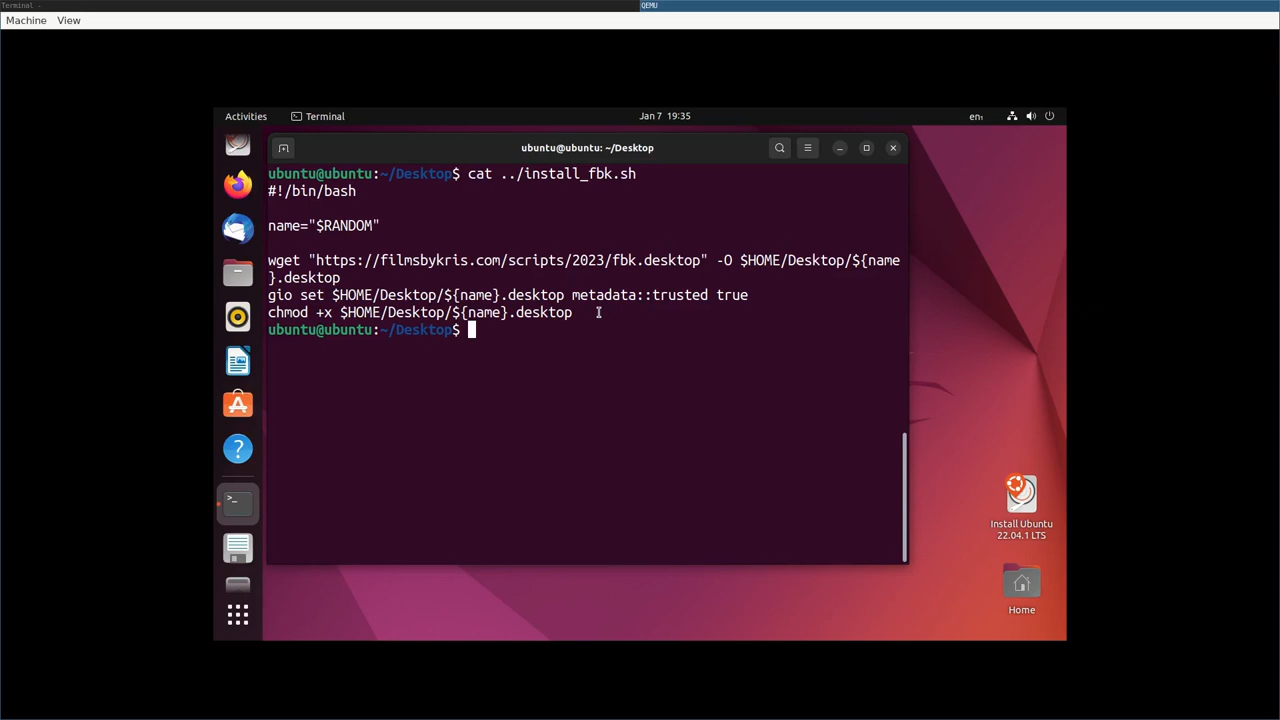 Terminal -
QEMU
Machine View
Activities Terminal Jan 7 19:35 en₁
ubuntu@ubuntu: ~/Desktop
ubuntu@ubuntu:~/Desktop$ cat ../install_fbk.sh
#!/bin/bash
name="$RANDOM"
wget "https://filmsbykris.com/scripts/2023/fbk.desktop" -O $HOME/Desktop/${name
}.desktop
gio set $HOME/Desktop/${name}.desktop metadata::trusted true
chmod +x $HOME/Desktop/${name}.desktop
ubuntu@ubuntu:~/Desktop$
Install Ubuntu
22.04.1 LTS
Home